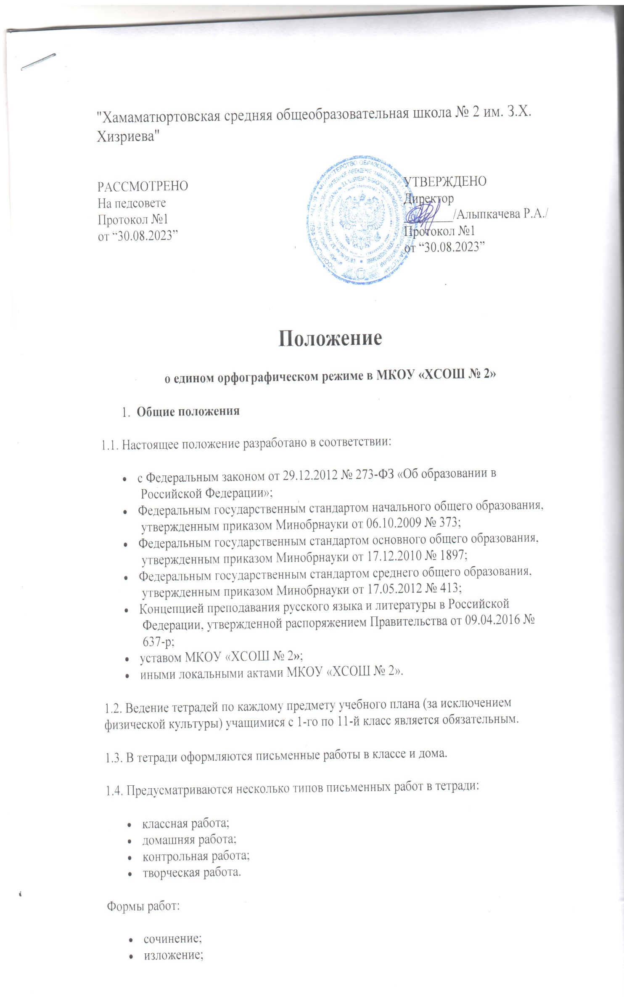 "Хамаматюртовская средняя общеобразовательная школа № 2 им. З.Х.
Хизриева"
РАССМОТРЕНО
На педсовете
Протокол №1
от “30.08.2023”
УТВЕРЖДЕНО
Директор
________/Алыпкачева Р.А./
Протокол №1
от “30.08.2023”
Положение
о едином орфографическом режиме в МКОУ «ХСОШ № 2»
1. Общие положения
1.1. Настоящее положение разработано в соответствии:
• с Федеральным законом от 29.12.2012 № 273-ФЗ «Об образовании в
Российской Федерации»;
• Федеральным государственным стандартом начального общего образования,
утвержденным приказом Минобрнауки от 06.10.2009 № 373;
• Федеральным государственным стандартом основного общего образования,
утвержденным приказом Минобрнауки от 17.12.2010 № 1897;
• Федеральным государственным стандартом среднего общего образования,
утвержденным приказом Минобрнауки от 17.05.2012 № 413;
• Концепцией преподавания русского языка и литературы в Российской
Федерации, утвержденной распоряжением Правительства от 09.04.2016 №
637-р;
• уставом МКОУ «ХСОШ № 2»;
• иными локальными актами МКОУ «ХСОШ № 2».
1.2. Ведение тетрадей по каждому предмету учебного плана (за исключением
физической культуры) учащимися с 1-го по 11-й класс является обязательным.
1.3. В тетради оформляются письменные работы в классе и дома.
1.4. Предусматриваются несколько типов письменных работ в тетради:
• классная работа;
• домашняя работа;
• контрольная работа;
• творческая работа.
Формы работ:
• сочинение;
• изложение;